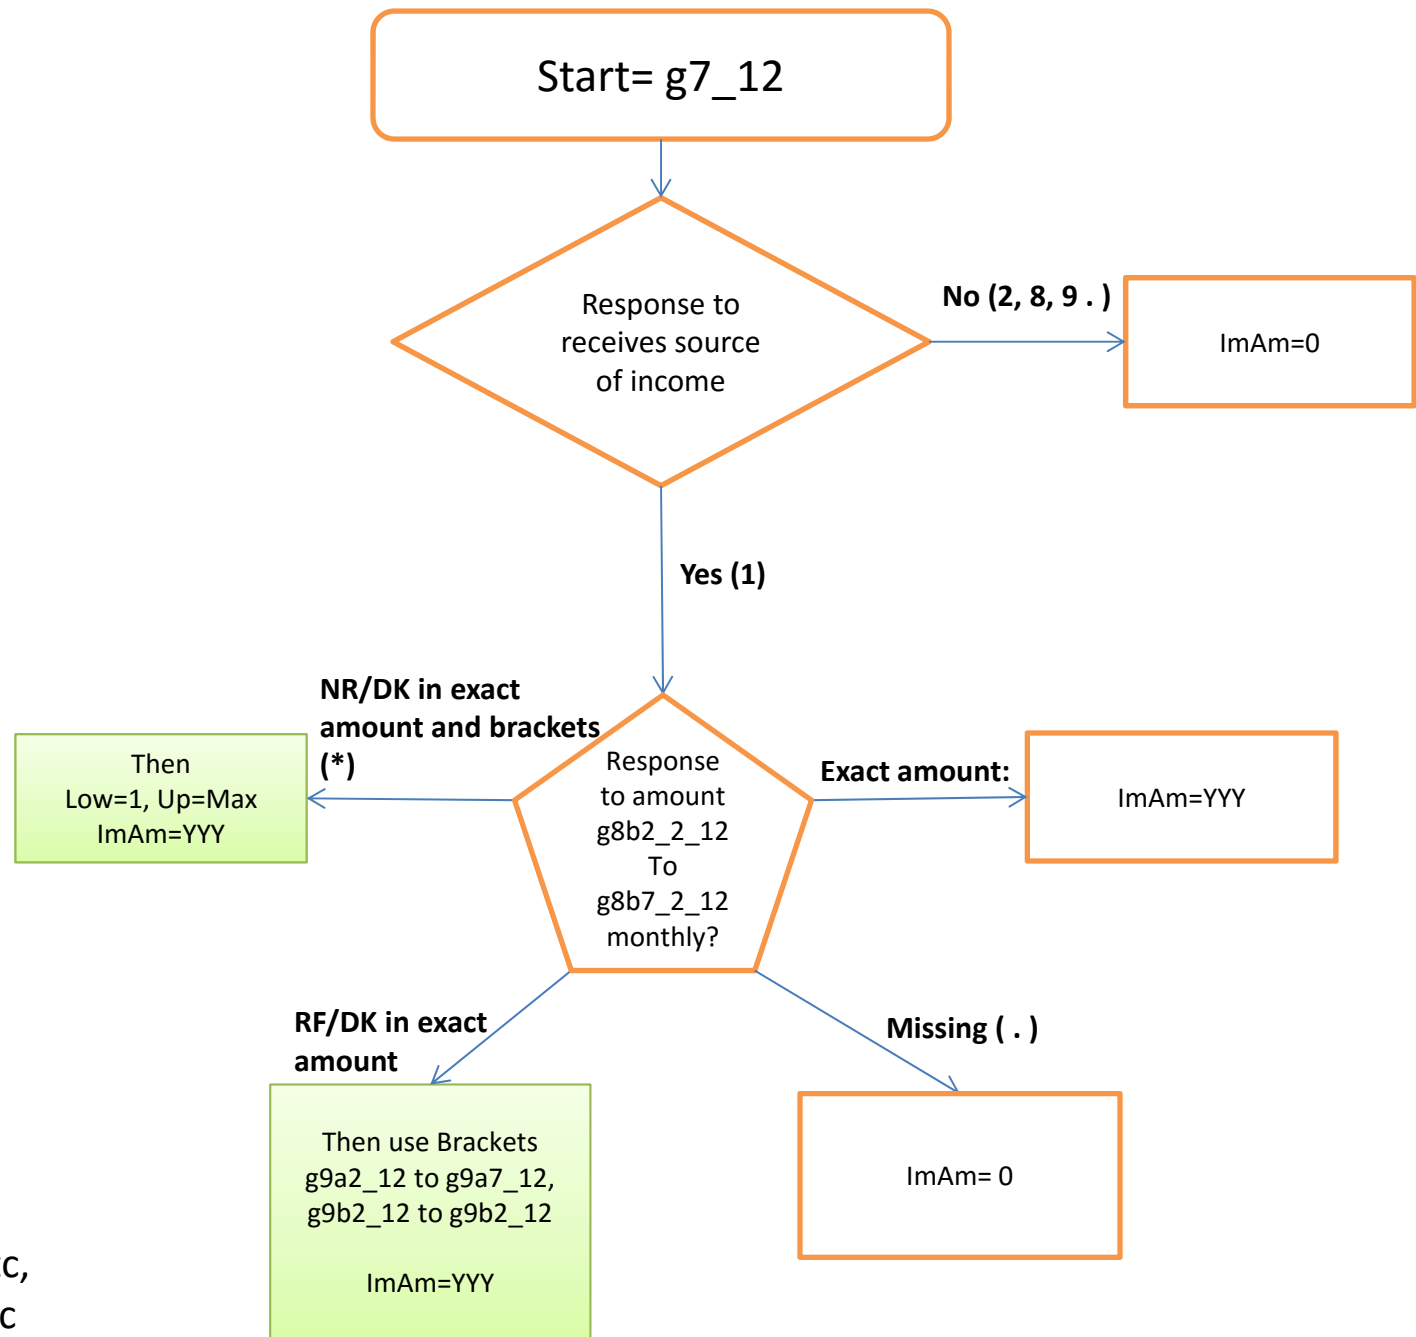 Start= g7_12
Response to
receives source
of income
No (2, 8, 9 . )
ImAm=0
Yes (1)
NR/DK in exact
amount and brackets
(*)
Then
Low=1, Up=Max
ImAm=YYY
Response
to amount
g8b2_2_12
To
g8b7_2_12
monthly?
Exact amount:
ImAm=YYY
RF/DK in exact
amount
Missing ( . )
Then use Brackets
g9a2_12 to g9a7_12,
g9b2_12 to g9b2_12
ImAm=YYY
ImAm= 0